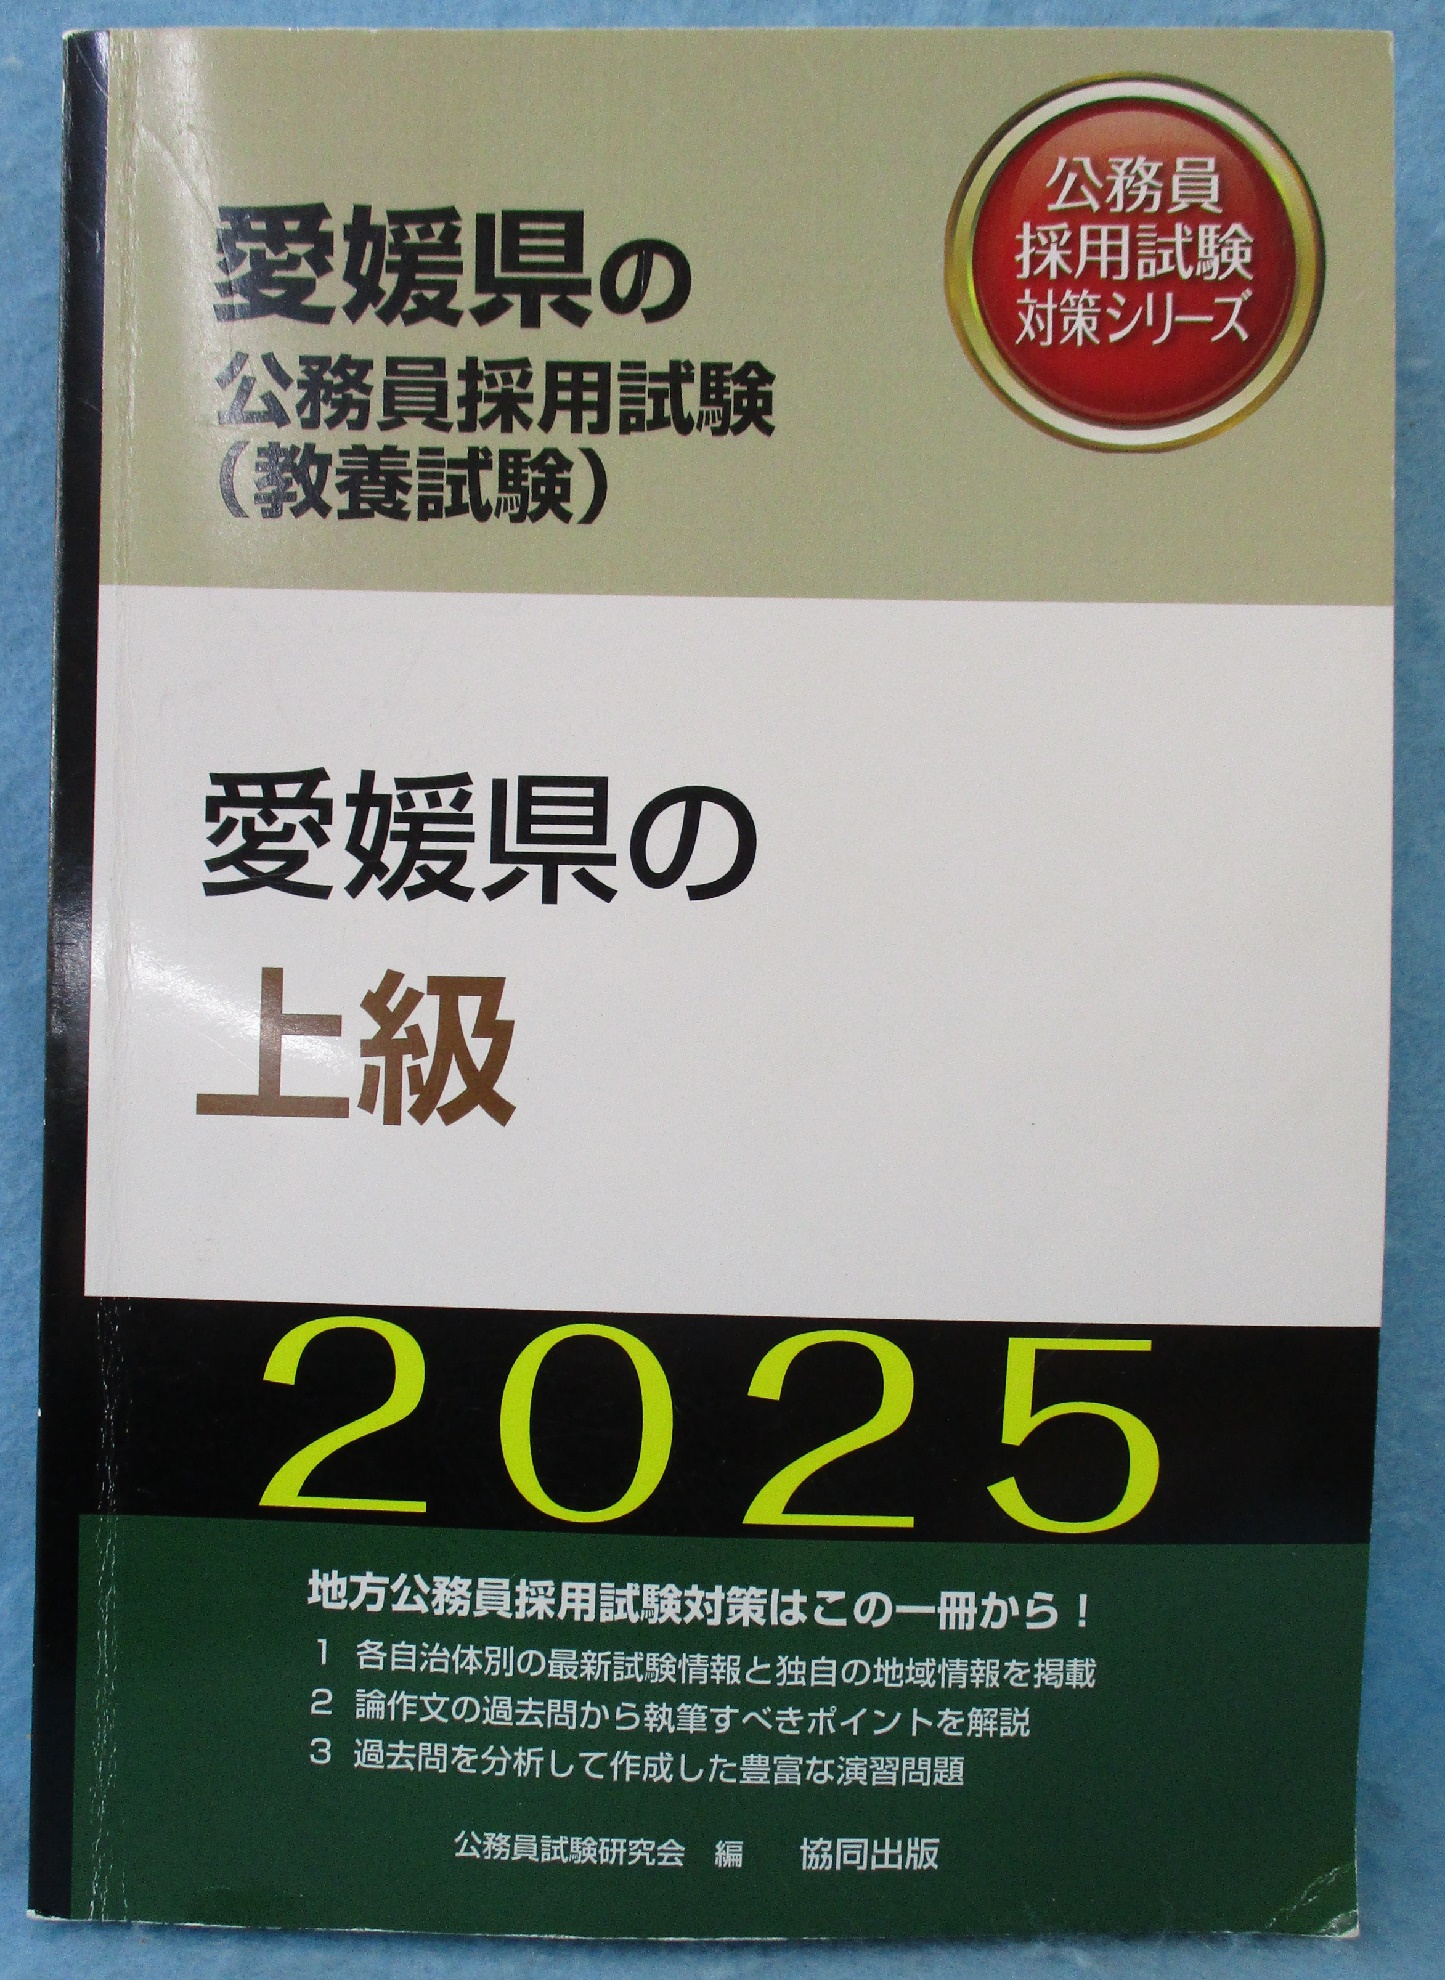 愛媛県の
公務員採用試験
（教養試験）
公務員
採用試験
対策シリーズ
愛媛県の
上級
2025
地方公務員採用試験対策はこの一冊から！
1 各自治体別の最新試験情報と独自の地域情報を掲載
2 論作文の過去問から執筆すべきポイントを解説
3 過去問を分析して作成した豊富な演習問題
公務員試験研究会 編 協同出版